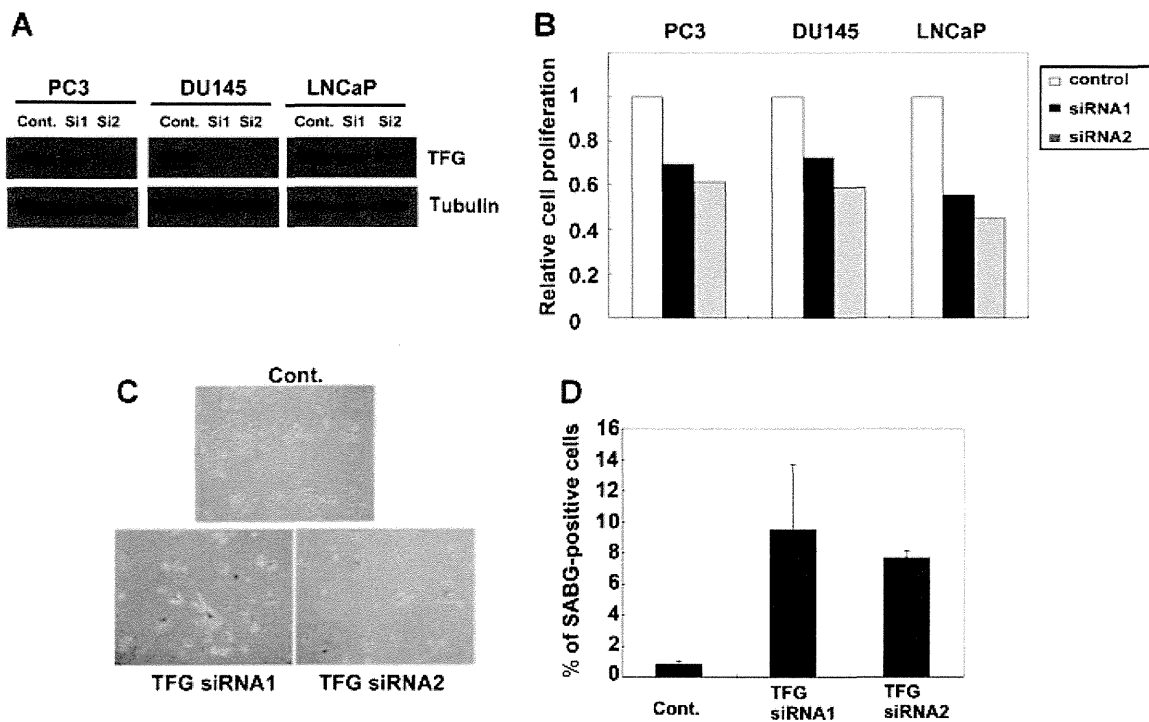 A
PC3 DU145 LNCaP
Cont. Si1 Si2 Cont. Si1 Si2 Cont. Si1 Si2
TFG
Tubulin
B
PC3 DU145 LNCaP
Relative cell proliferation
1
0.8
0.6
0.4
0.2
0
control
siRNA1
siRNA2
C
Cont.
TFG siRNA1 TFG siRNA2
D
% of SABG-positive cells
16
14
12
10
8
6
4
2
0
Cont.
TFG siRNA1
TFG siRNA2